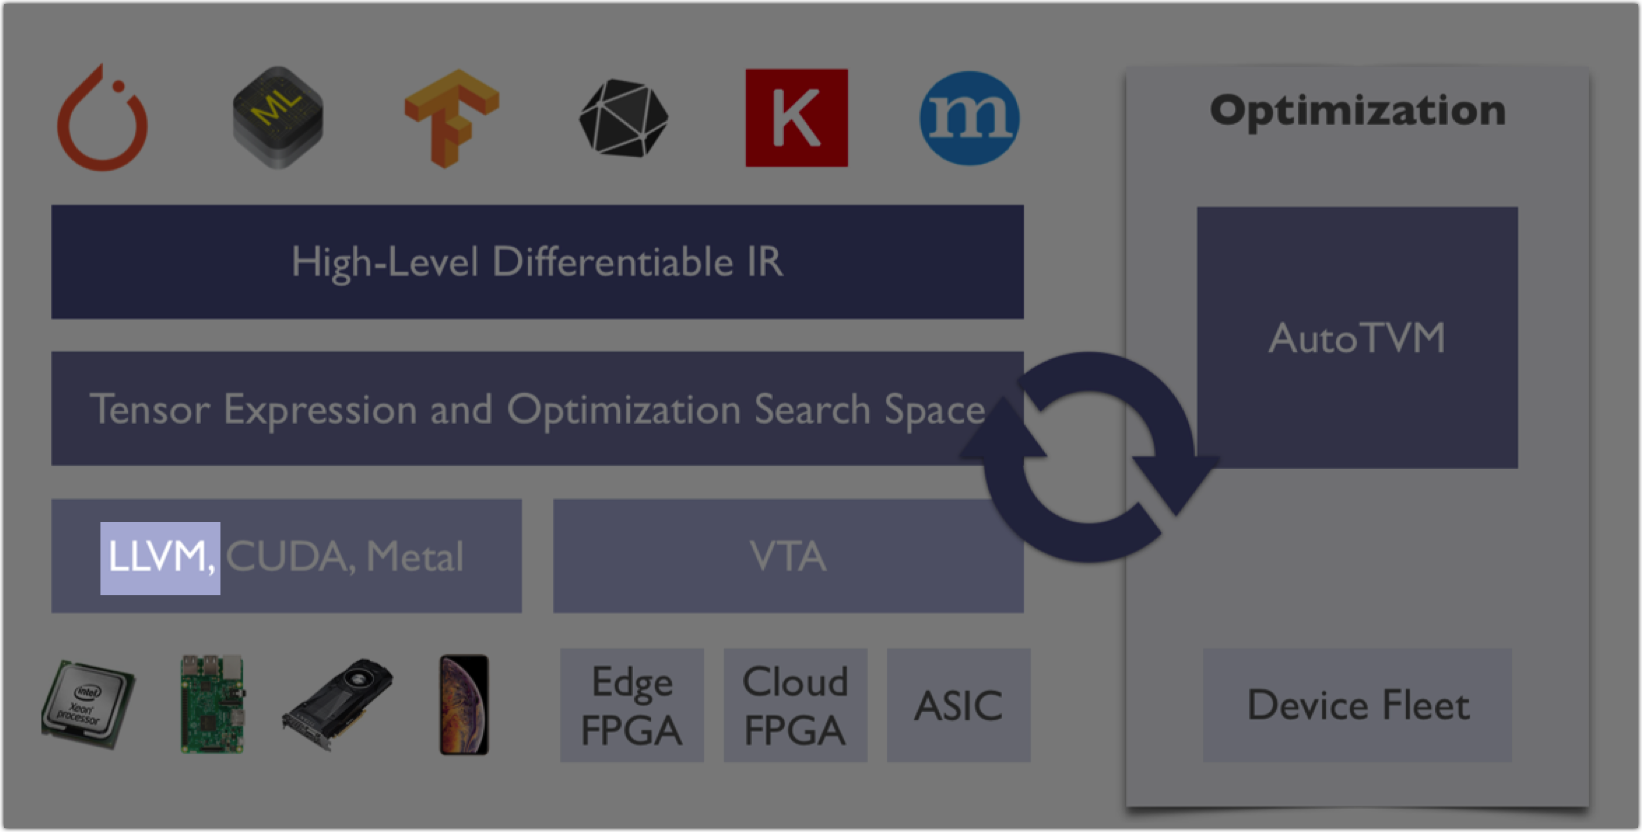 ML
K
m
Optimization
High-Level Differentiable IR
AutoTVM
Tensor Expression and Optimization Search Space
LLVM, CUDA, Metal
VTA
intel
Xeon
processor
Edge
FPGA
Cloud
FPGA
ASIC
Device Fleet